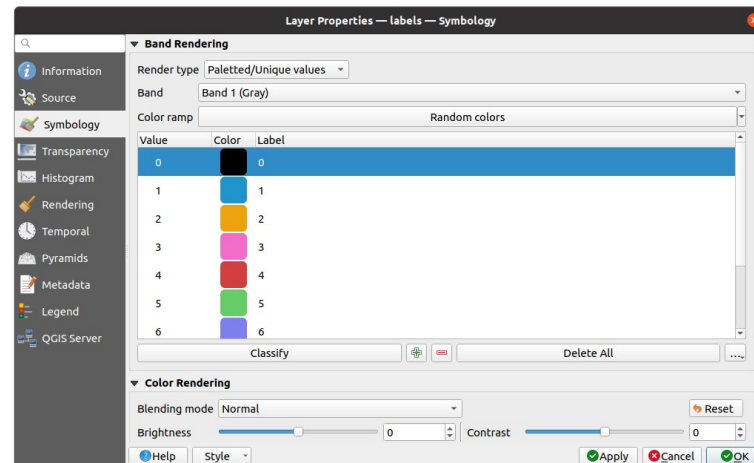 Layer Properties — labels — Symbology
Information
Source
Symbology
Transparency
Histogram
Rendering
Temporal
Pyramids
Metadata
Legend
QGIS Server
Band Rendering
Render type Paletted/Unique values
Band Band 1 (Gray)
Color ramp Random colors
Value Color Label
0 0
1 1
2 2
3 3
4 4
5 5
6 6
Classify Delete All ...
Color Rendering
Blending mode Normal Reset
Brightness 0 Contrast 0
Help Style Apply Cancel OK